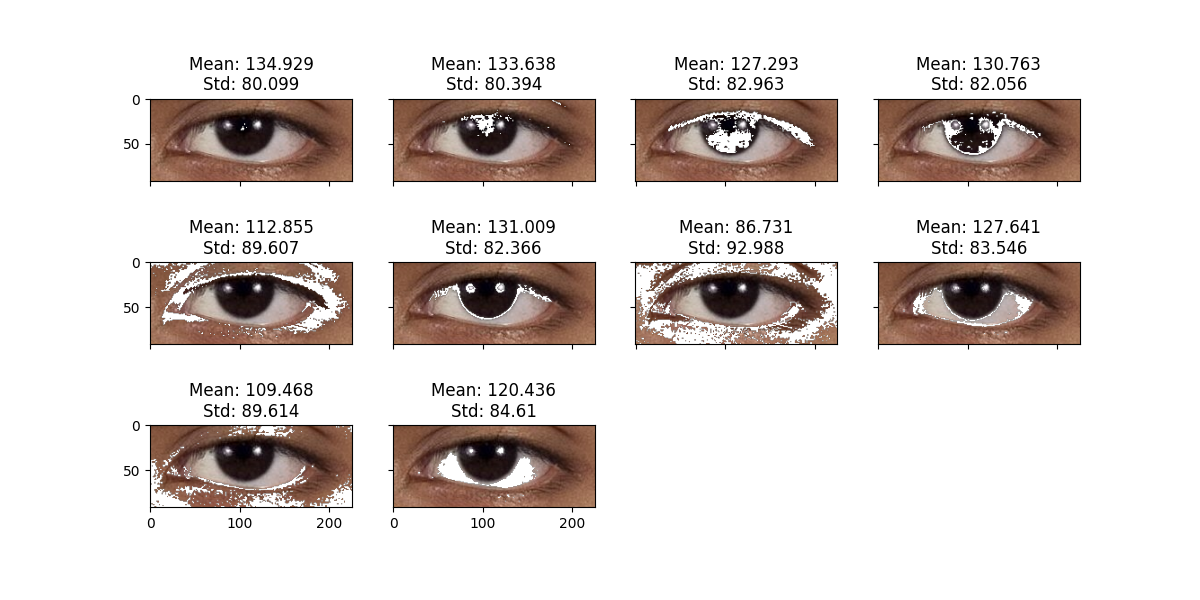 Mean: 134.929
Std: 80.099
Mean: 133.638
Std: 80.394
Mean: 127.293
Std: 82.963
Mean: 130.763
Std: 82.056
0
50
Mean: 112.855
Std: 89.607
Mean: 131.009
Std: 82.366
Mean: 86.731
Std: 92.988
Mean: 127.641
Std: 83.546
0
50
Mean: 109.468
Std: 89.614
Mean: 120.436
Std: 84.61
0
50
0 100 200
0 100 200